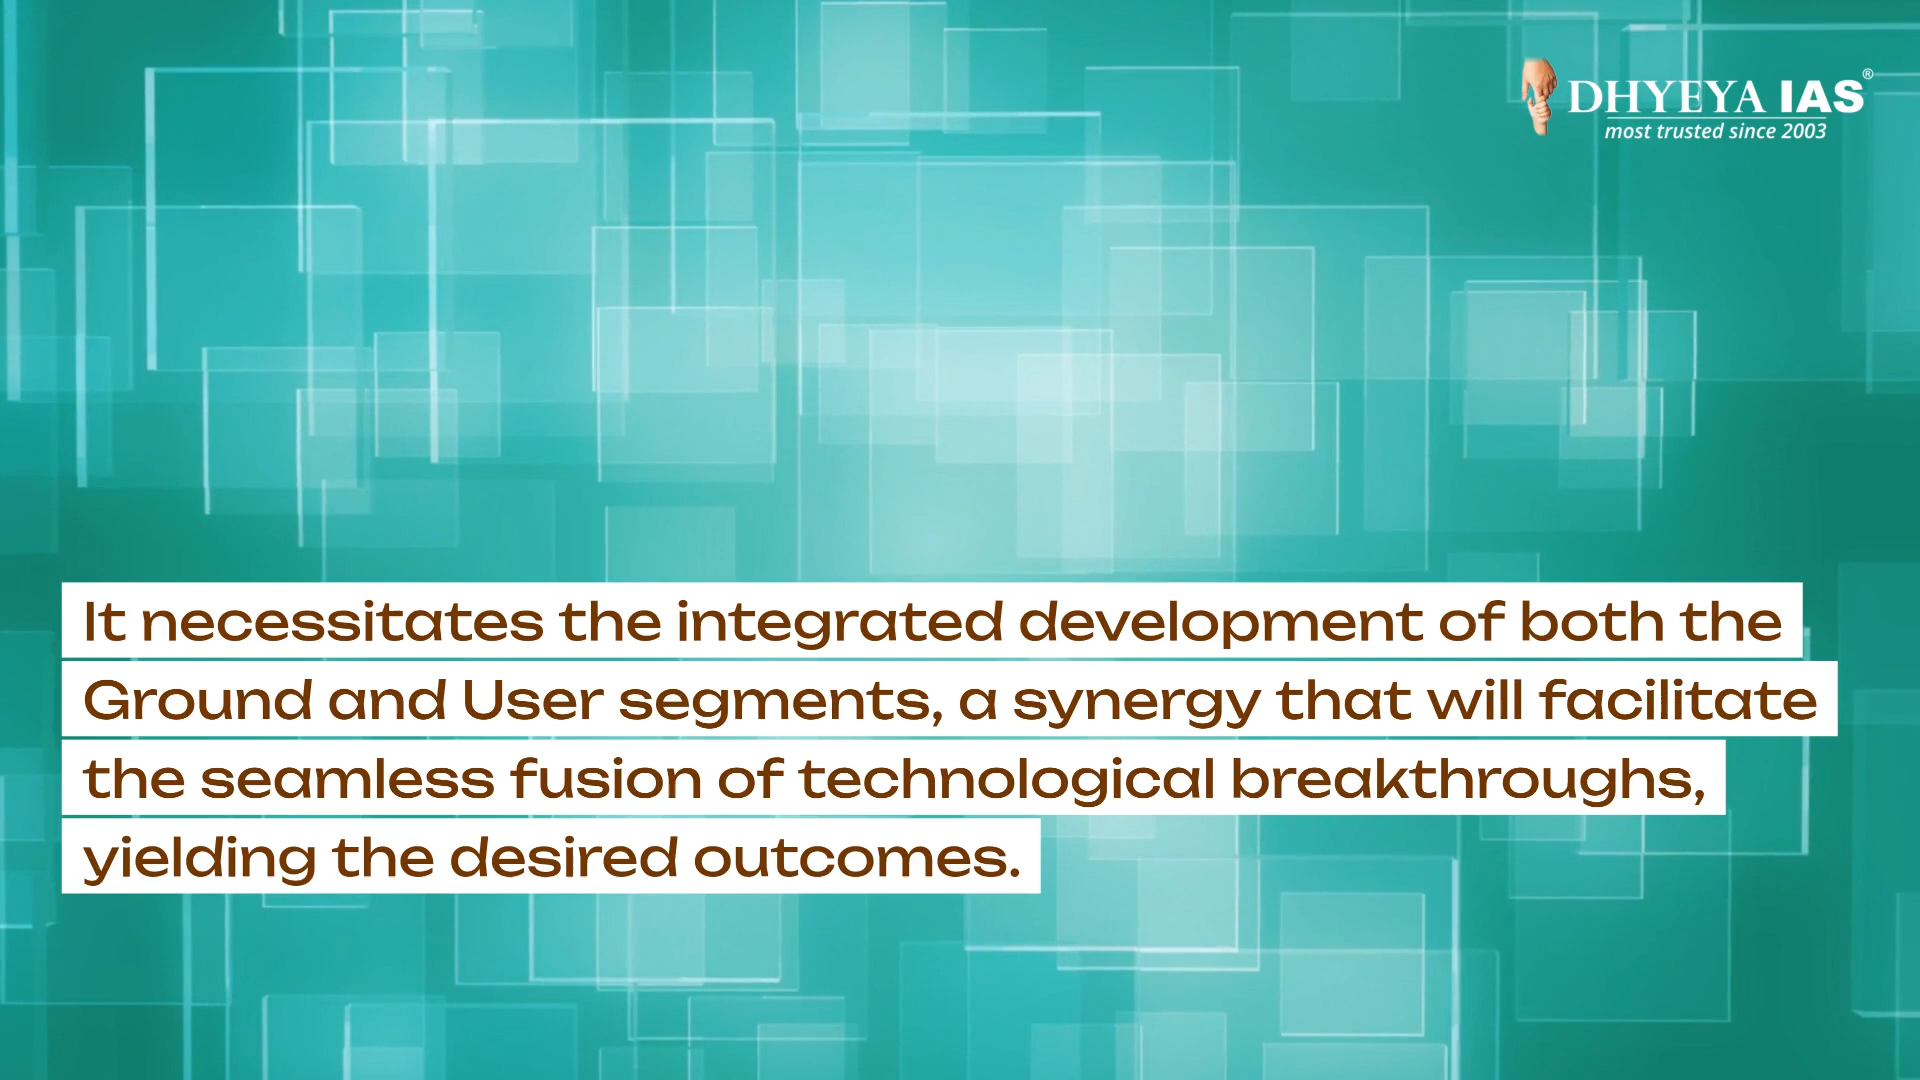 DHYEYA IAS®
most trusted since 2003
It necessitates the integrated development of both the
Ground and User segments, a synergy that will facilitate
the seamless fusion of technological breakthroughs,
yielding the desired outcomes.